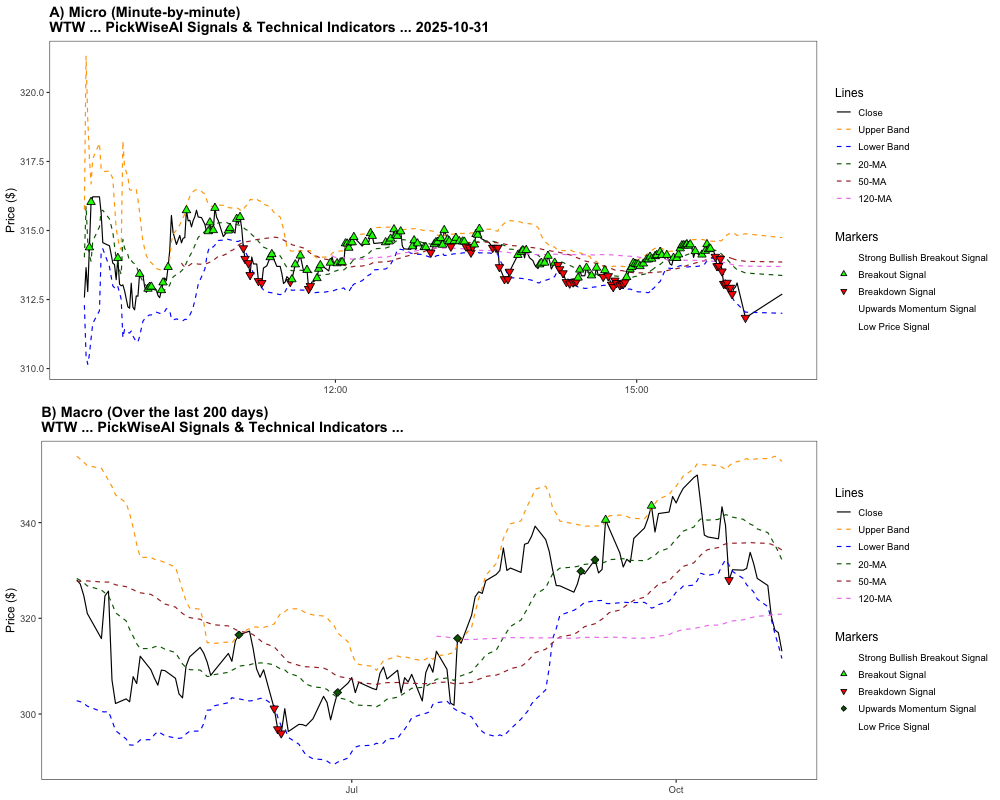 A) Micro (Minute-by-minute)
WTW ... PickWiseAI Signals & Technical Indicators ... 2025-10-31
Price ($)
320.0
317.5
315.0
312.5
310.0
12:00
15:00
Lines
Close
Upper Band
Lower Band
20-MA
50-MA
120-MA
Markers
Strong Bullish Breakout Signal
Breakout Signal
Breakdown Signal
Upwards Momentum Signal
Low Price Signal
B) Macro (Over the last 200 days)
WTW ... PickWiseAI Signals & Technical Indicators ...
Price ($)
340
320
300
Jul
Oct
Lines
Close
Upper Band
Lower Band
20-MA
50-MA
120-MA
Markers
Strong Bullish Breakout Signal
Breakout Signal
Breakdown Signal
Upwards Momentum Signal
Low Price Signal